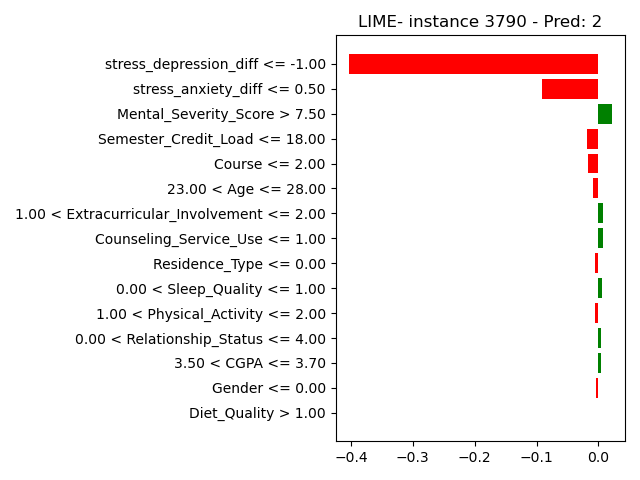 LIME- instance 3790 - Pred: 2
stress_depression_diff <= -1.00
stress_anxiety_diff <= 0.50
Mental_Severity_Score > 7.50
Semester_Credit_Load <= 18.00
Course <= 2.00
23.00 < Age <= 28.00
1.00 < Extracurricular_Involvement <= 2.00
Counseling_Service_Use <= 1.00
Residence_Type <= 0.00
0.00 < Sleep_Quality <= 1.00
1.00 < Physical_Activity <= 2.00
0.00 < Relationship_Status <= 4.00
3.50 < CGPA <= 3.70
Gender <= 0.00
Diet_Quality > 1.00
−0.4 −0.3 −0.2 −0.1 0.0